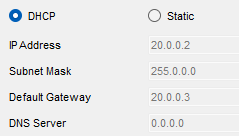 DHCP Static
IP Address 20.0.0.2
Subnet Mask 255.0.0.0
Default Gateway 20.0.0.3
DNS Server 0.0.0.0